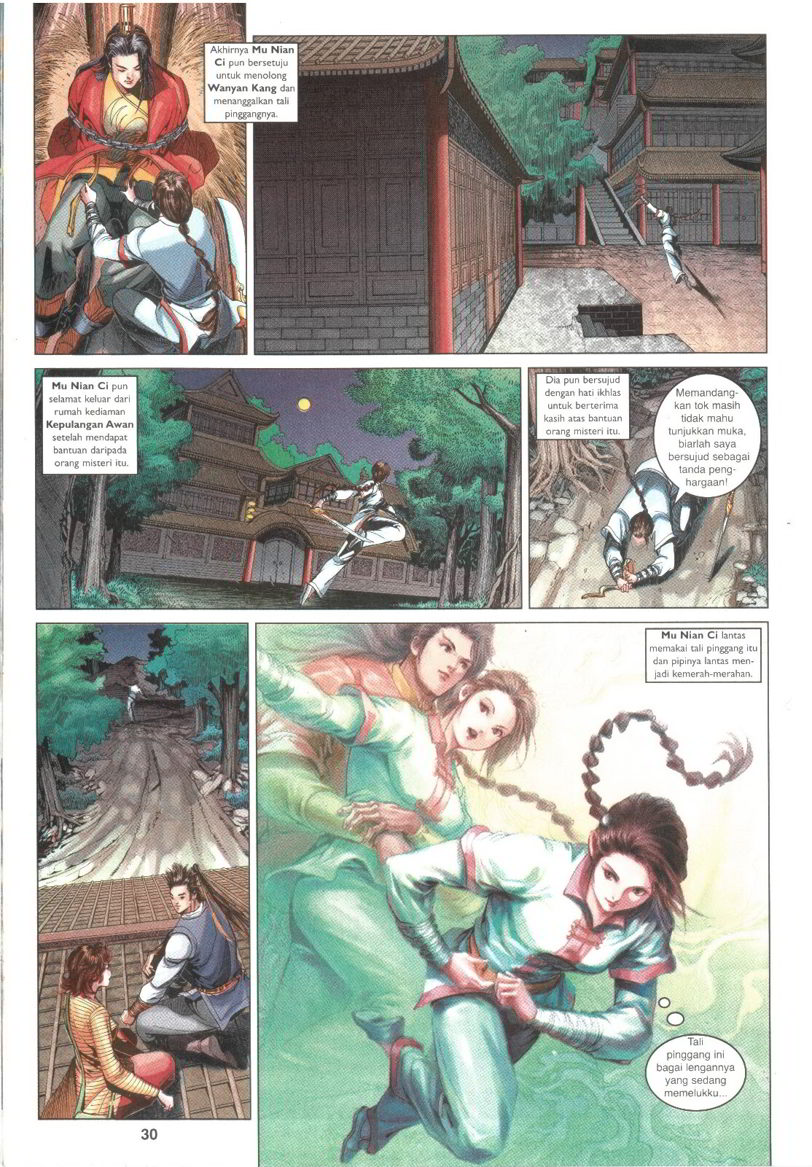 Akhirnya Mu Nian
Ci pun bersetuju
untuk menolong
Wanyan Kang dan
menanggalkan tali
pinggangnya.
Mu Nian Ci pun
selamat keluar dari
rumah kediaman
Kepulangan Awan
setelah mendapat
bantuan daripada
orang misteri itu.
Dia pun bersujud
dengan hati ikhlas
untuk berterima
kasih atas bantuan
orang misteri itu.
Memandang-
kan tok masih
tidak mahu
tunjukkan muka,
biarlah saya
bersujud sebagai
tanda peng-
hargaan!
Mu Nian Ci lantas
memakai tali pinggang itu
dan pipinya lantas men-
jadi kemerah-merahan.
Tali
pinggang ini
bagai lengannya
yang sedang
memelukku...
30